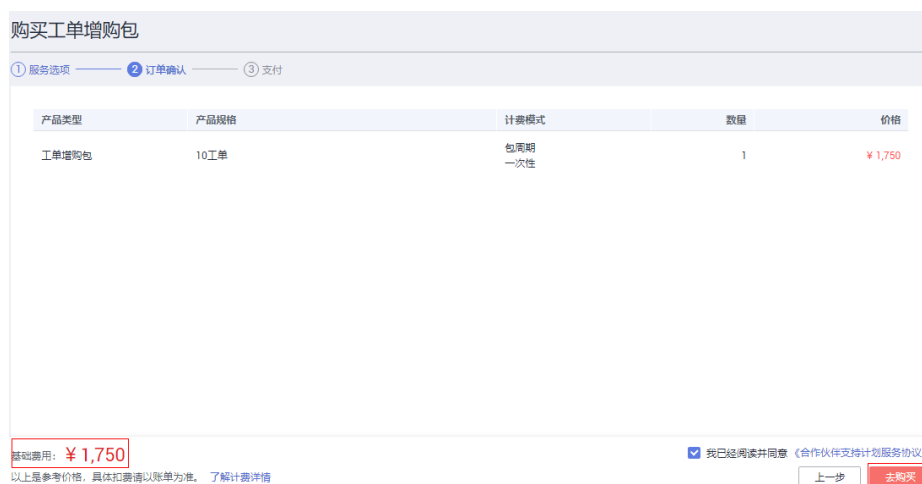 购买工单增购包
① 服务选项 ② 订单确认 ③ 支付
产品类型 产品规格 计费模式 数量 价格
工单增购包 10工单 包周期 1 ¥ 1,750
一次性
基础费用： ¥ 1,750
我已经阅读并同意 《合作伙伴支持计划服务协议
以上是参考价格，具体扣费请以账单为准。 了解计费详情
上一步 去购买